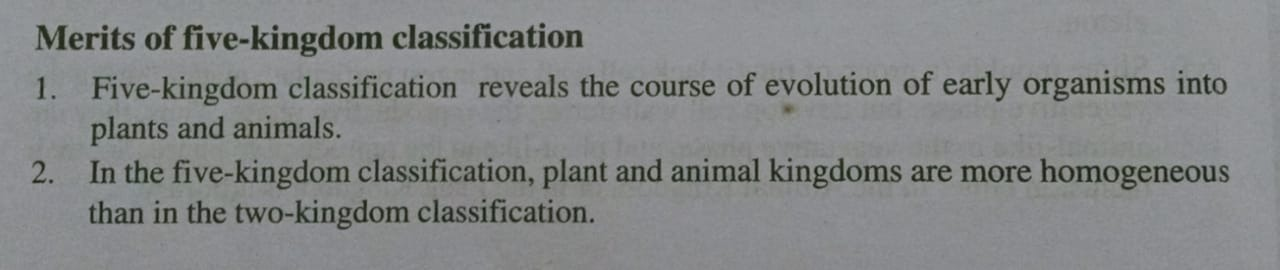 Merits of five-kingdom classification
1. Five-kingdom classification reveals the course of evolution of early organisms into
plants and animals.
2. In the five-kingdom classification, plant and animal kingdoms are more homogeneous
than in the two-kingdom classification.